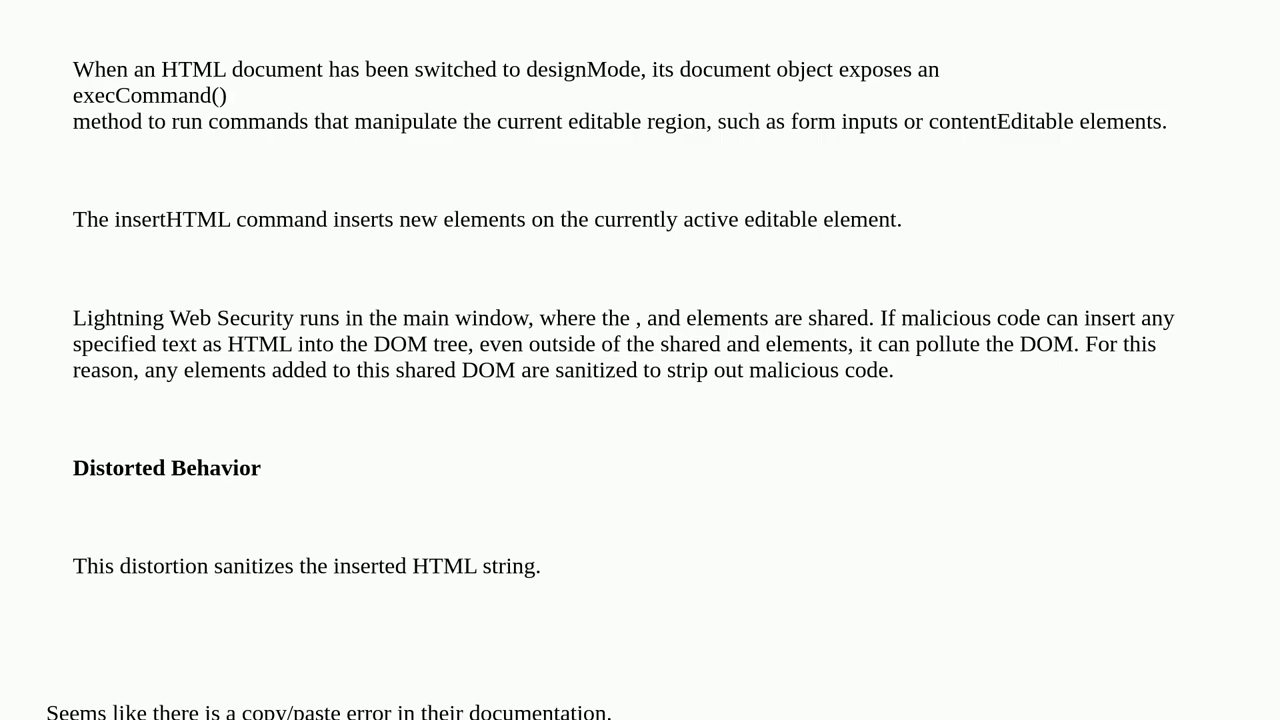 When an HTML document has been switched to designMode, its document object exposes an
execCommand()
method to run commands that manipulate the current editable region, such as form inputs or contentEditable elements.
The insertHTML command inserts new elements on the currently active editable element.
Lightning Web Security runs in the main window, where the , and elements are shared. If malicious code can insert any
specified text as HTML into the DOM tree, even outside of the shared and elements, it can pollute the DOM. For this
reason, any elements added to this shared DOM are sanitized to strip out malicious code.
Distorted Behavior
This distortion sanitizes the inserted HTML string.
Seems like there is a copy/paste error in their documentation.